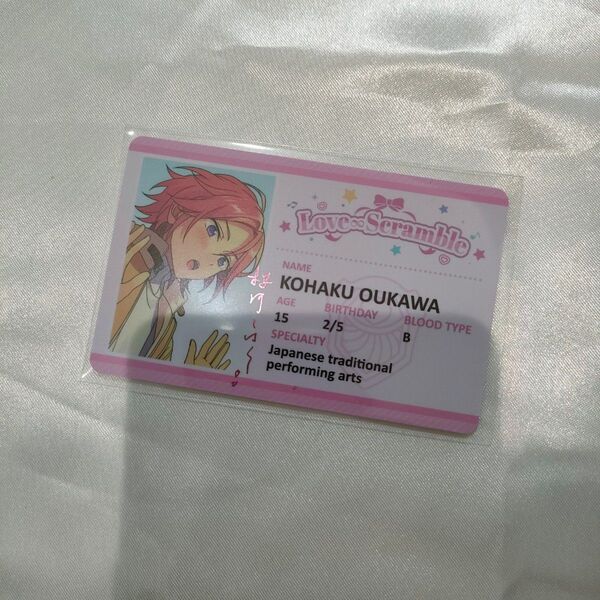 Love∞Scramble
NAME
KOHAKU OUKAWA
AGE BIRTHDAY BLOOD TYPE
15 2/5 B
SPECIALTY
Japanese traditional
performing arts